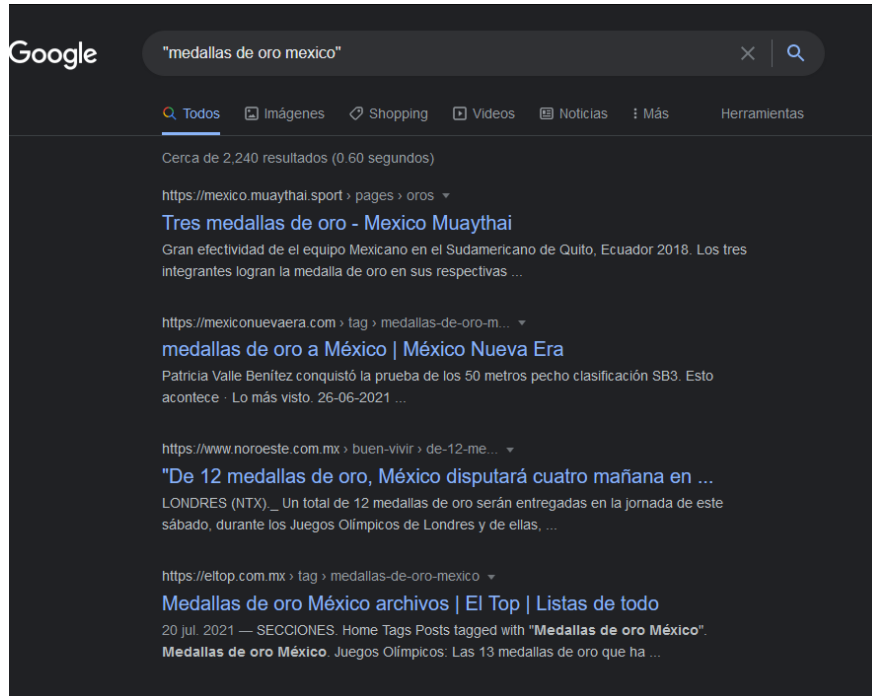 Google
"medallas de oro mexico"
Todos Imágenes Shopping Videos Noticias Más Herramientas
Cerca de 2,240 resultados (0.60 segundos)
https://mexico.muaythai.sport › pages › oros
Tres medallas de oro - Mexico Muaythai
Gran efectividad de el equipo Mexicano en el Sudamericano de Quito, Ecuador 2018. Los tres
integrantes logran la medalla de oro en sus respectivas ...
https://mexiconuevaera.com › tag › medallas-de-oro-m...
medallas de oro a México | México Nueva Era
Patricia Valle Benítez conquistó la prueba de los 50 metros pecho clasificación SB3. Esto
acontece · Lo más visto. 26-06-2021 ...
https://www.noroeste.com.mx › buen-vivir › de-12-me...
"De 12 medallas de oro, México disputará cuatro mañana en ...
LONDRES (NTX)._ Un total de 12 medallas de oro serán entregadas en la jornada de este
sábado, durante los Juegos Olímpicos de Londres y de ellas, ...
https://eltop.com.mx › tag › medallas-de-oro-mexico
Medallas de oro México archivos | El Top | Listas de todo
20 jul. 2021 — SECCIONES. Home Tags Posts tagged with "Medallas de oro México".
Medallas de oro México. Juegos Olímpicos: Las 13 medallas de oro que ha ...